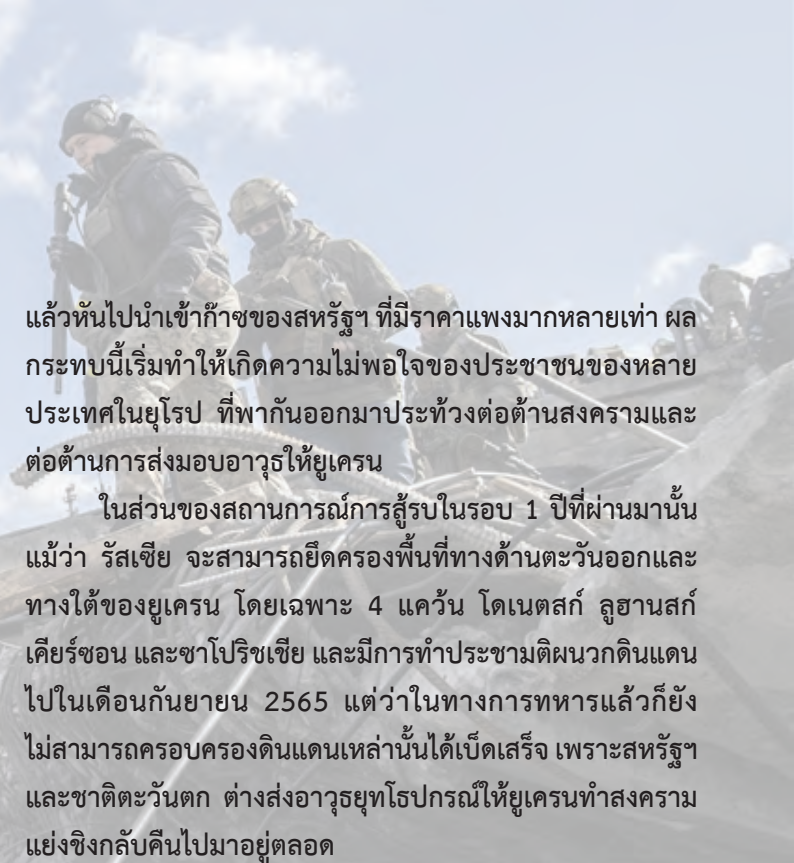 แล้วหันไปนำเข้าก๊าซของสหรัฐฯ ที่มีราคาแพงมากหลายเท่า ผล
กระทบนี้เริ่มทำให้เกิดความไม่พอใจของประชาชนของหลาย
ประเทศในยุโรป ที่พากันออกมาประท้วงต่อต้านสงครามและ
ต่อต้านการส่งมอบอาวุธให้ยูเครน
ในส่วนของสถานการณ์การสู้รบในรอบ 1 ปีที่ผ่านมานั้น
แม้ว่า รัสเซีย จะสามารถยึดครองพื้นที่ทางด้านตะวันออกและ
ทางใต้ของยูเครน โดยเฉพาะ 4 แคว้น โดเนตสก์ ลูฮานสก์
เคียร์ซอน และซาโปริชเชีย และมีการทำประชามติผนวกดินแดน
ไปในเดือนกันยายน 2565 แต่ว่าในทางการทหารแล้วก็ยัง
ไม่สามารถครอบครองดินแดนเหล่านั้นได้เบ็ดเสร็จ เพราะสหรัฐฯ
และชาติตะวันตก ต่างส่งอาวุธยุทโธปกรณ์ให้ยูเครนทำสงคราม
แย่งชิงกลับคืนไปมาอยู่ตลอด